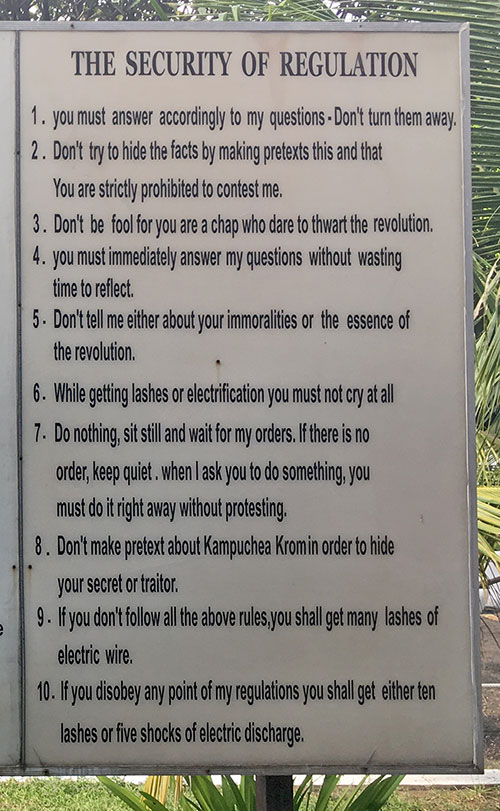 THE SECURITY OF REGULATION
1. you must answer accordingly to my questions - Don't turn them away.
2. Don't try to hide the facts by making pretexts this and that
You are strictly prohibited to contest me.
3. Don't be fool for you are a chap who dare to thwart the revolution.
4. you must immediately answer my questions without wasting
time to reflect.
5- Don't tell me either about your immoralities or the essence of
the revolution.
6. While getting lashes or electrification you must not cry at all
7- Do nothing, sit still and wait for my orders. If there is no
order, keep quiet . when I ask you to do something, you
must do it right away without protesting.
8. Don't make pretext about Kampuchea Kromin order to hide
your secret or traitor.
9- If you don't follow all the above rules,you shall get many lashes of
electric wire.
10. If you disobey any point of my regulations you shall get either ten
lashes or five shocks of electric discharge.